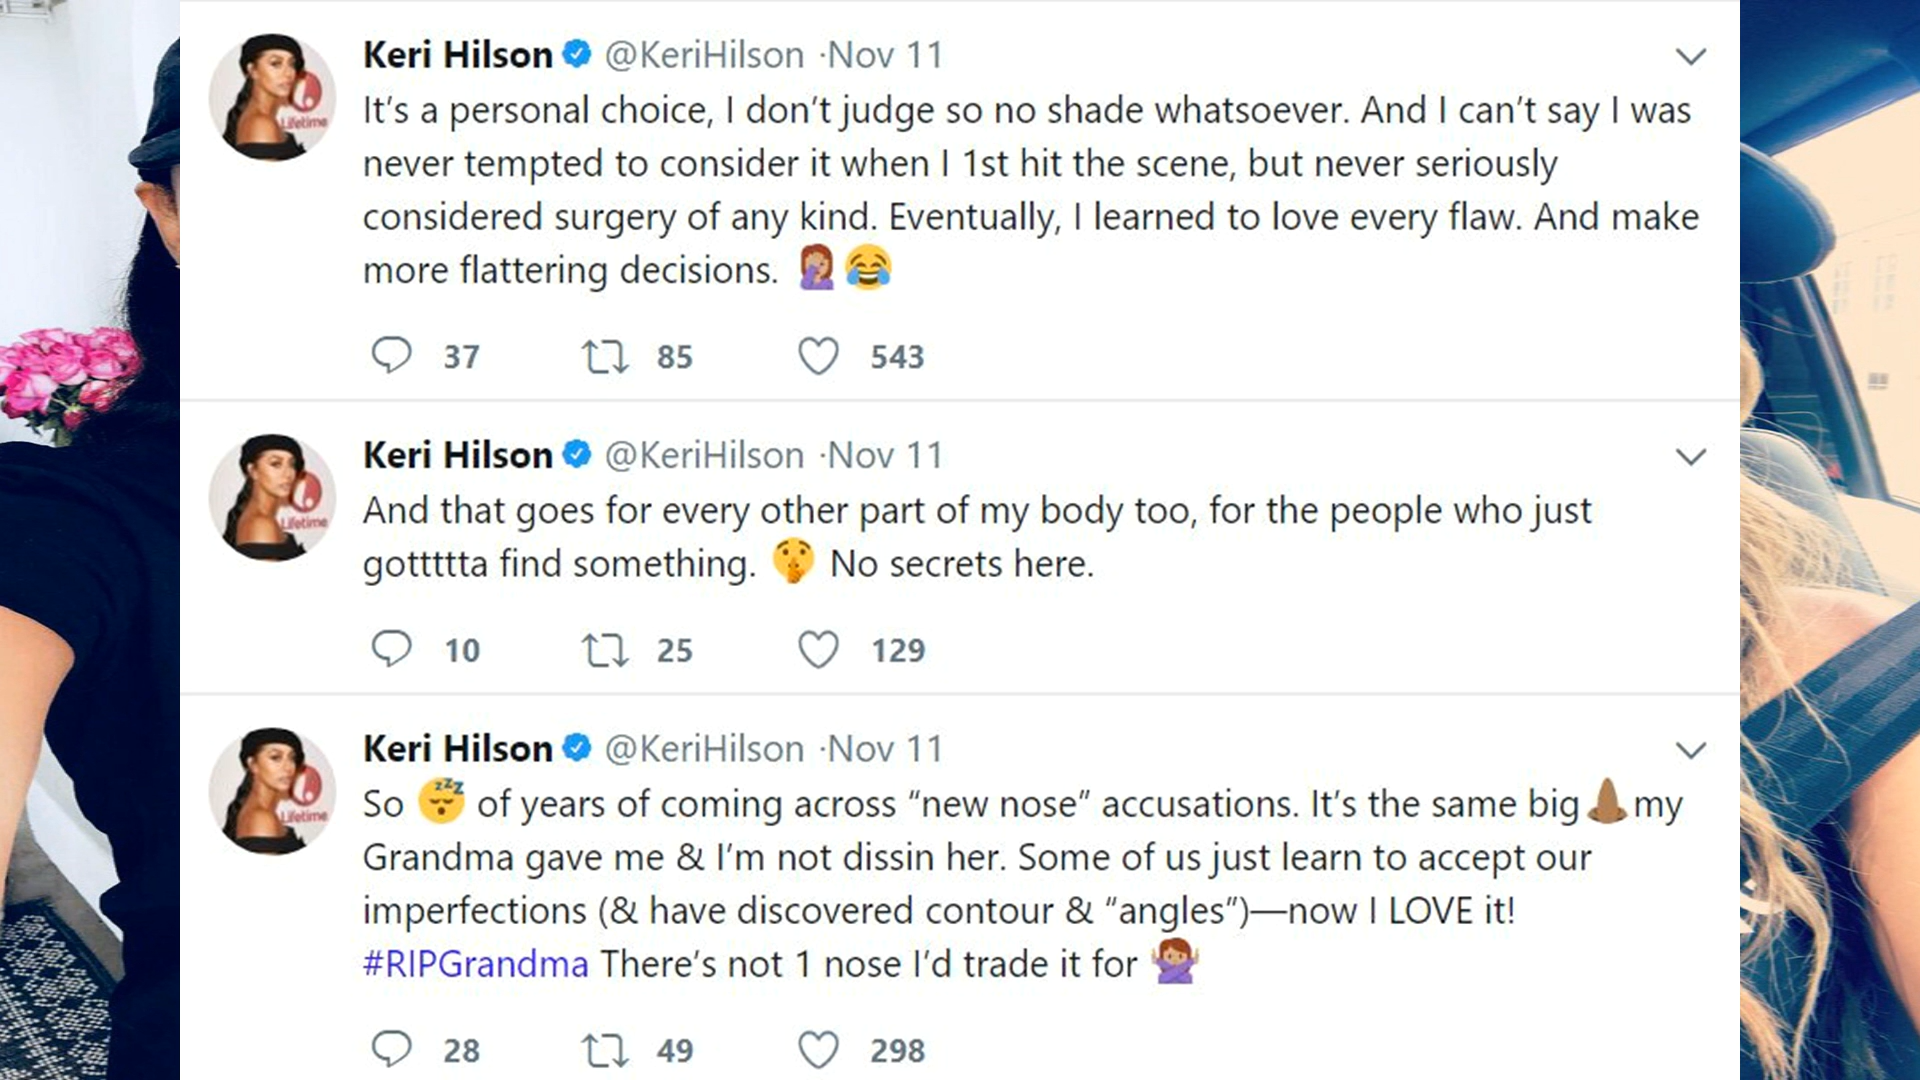 Keri Hilson @KeriHilson ·Nov 11
It's a personal choice, I don't judge so no shade whatsoever. And I can't say I was
never tempted to consider it when I 1st hit the scene, but never seriously
considered surgery of any kind. Eventually, I learned to love every flaw. And make
more flattering decisions. 🤦🏽‍♀️😂
37 85 543
Lifetime
Keri Hilson @KeriHilson ·Nov 11
And that goes for every other part of my body too, for the people who just
gottttta find something. 🤫 No secrets here.
10 25 129
Lifetime
Keri Hilson @KeriHilson ·Nov 11
So 😴 of years of coming across “new nose” accusations. It's the same big👃🏽my
Grandma gave me & I'm not dissin her. Some of us just learn to accept our
imperfections (& have discovered contour & “angles”)—now I LOVE it!
#RIPGrandma There's not 1 nose I'd trade it for 🙅🏽‍♀️
28 49 298
Lifetime